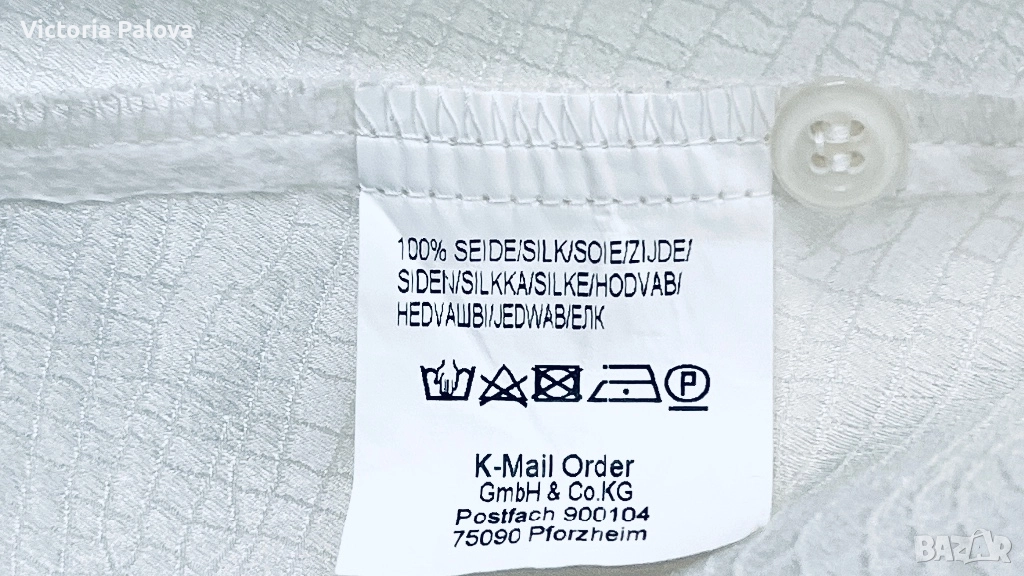 Victoria Palova
100% SEIDE/SILK/SOIE/ZIJDE/
SIDEN/SILKKA/SILKE/HODVAB/
HEDVAШBI/JEDWAB/ЕЛК
P
K-Mail Order
GmbH & Co.KG
Postfach 900104
75090 Pforzheim
BAZAR